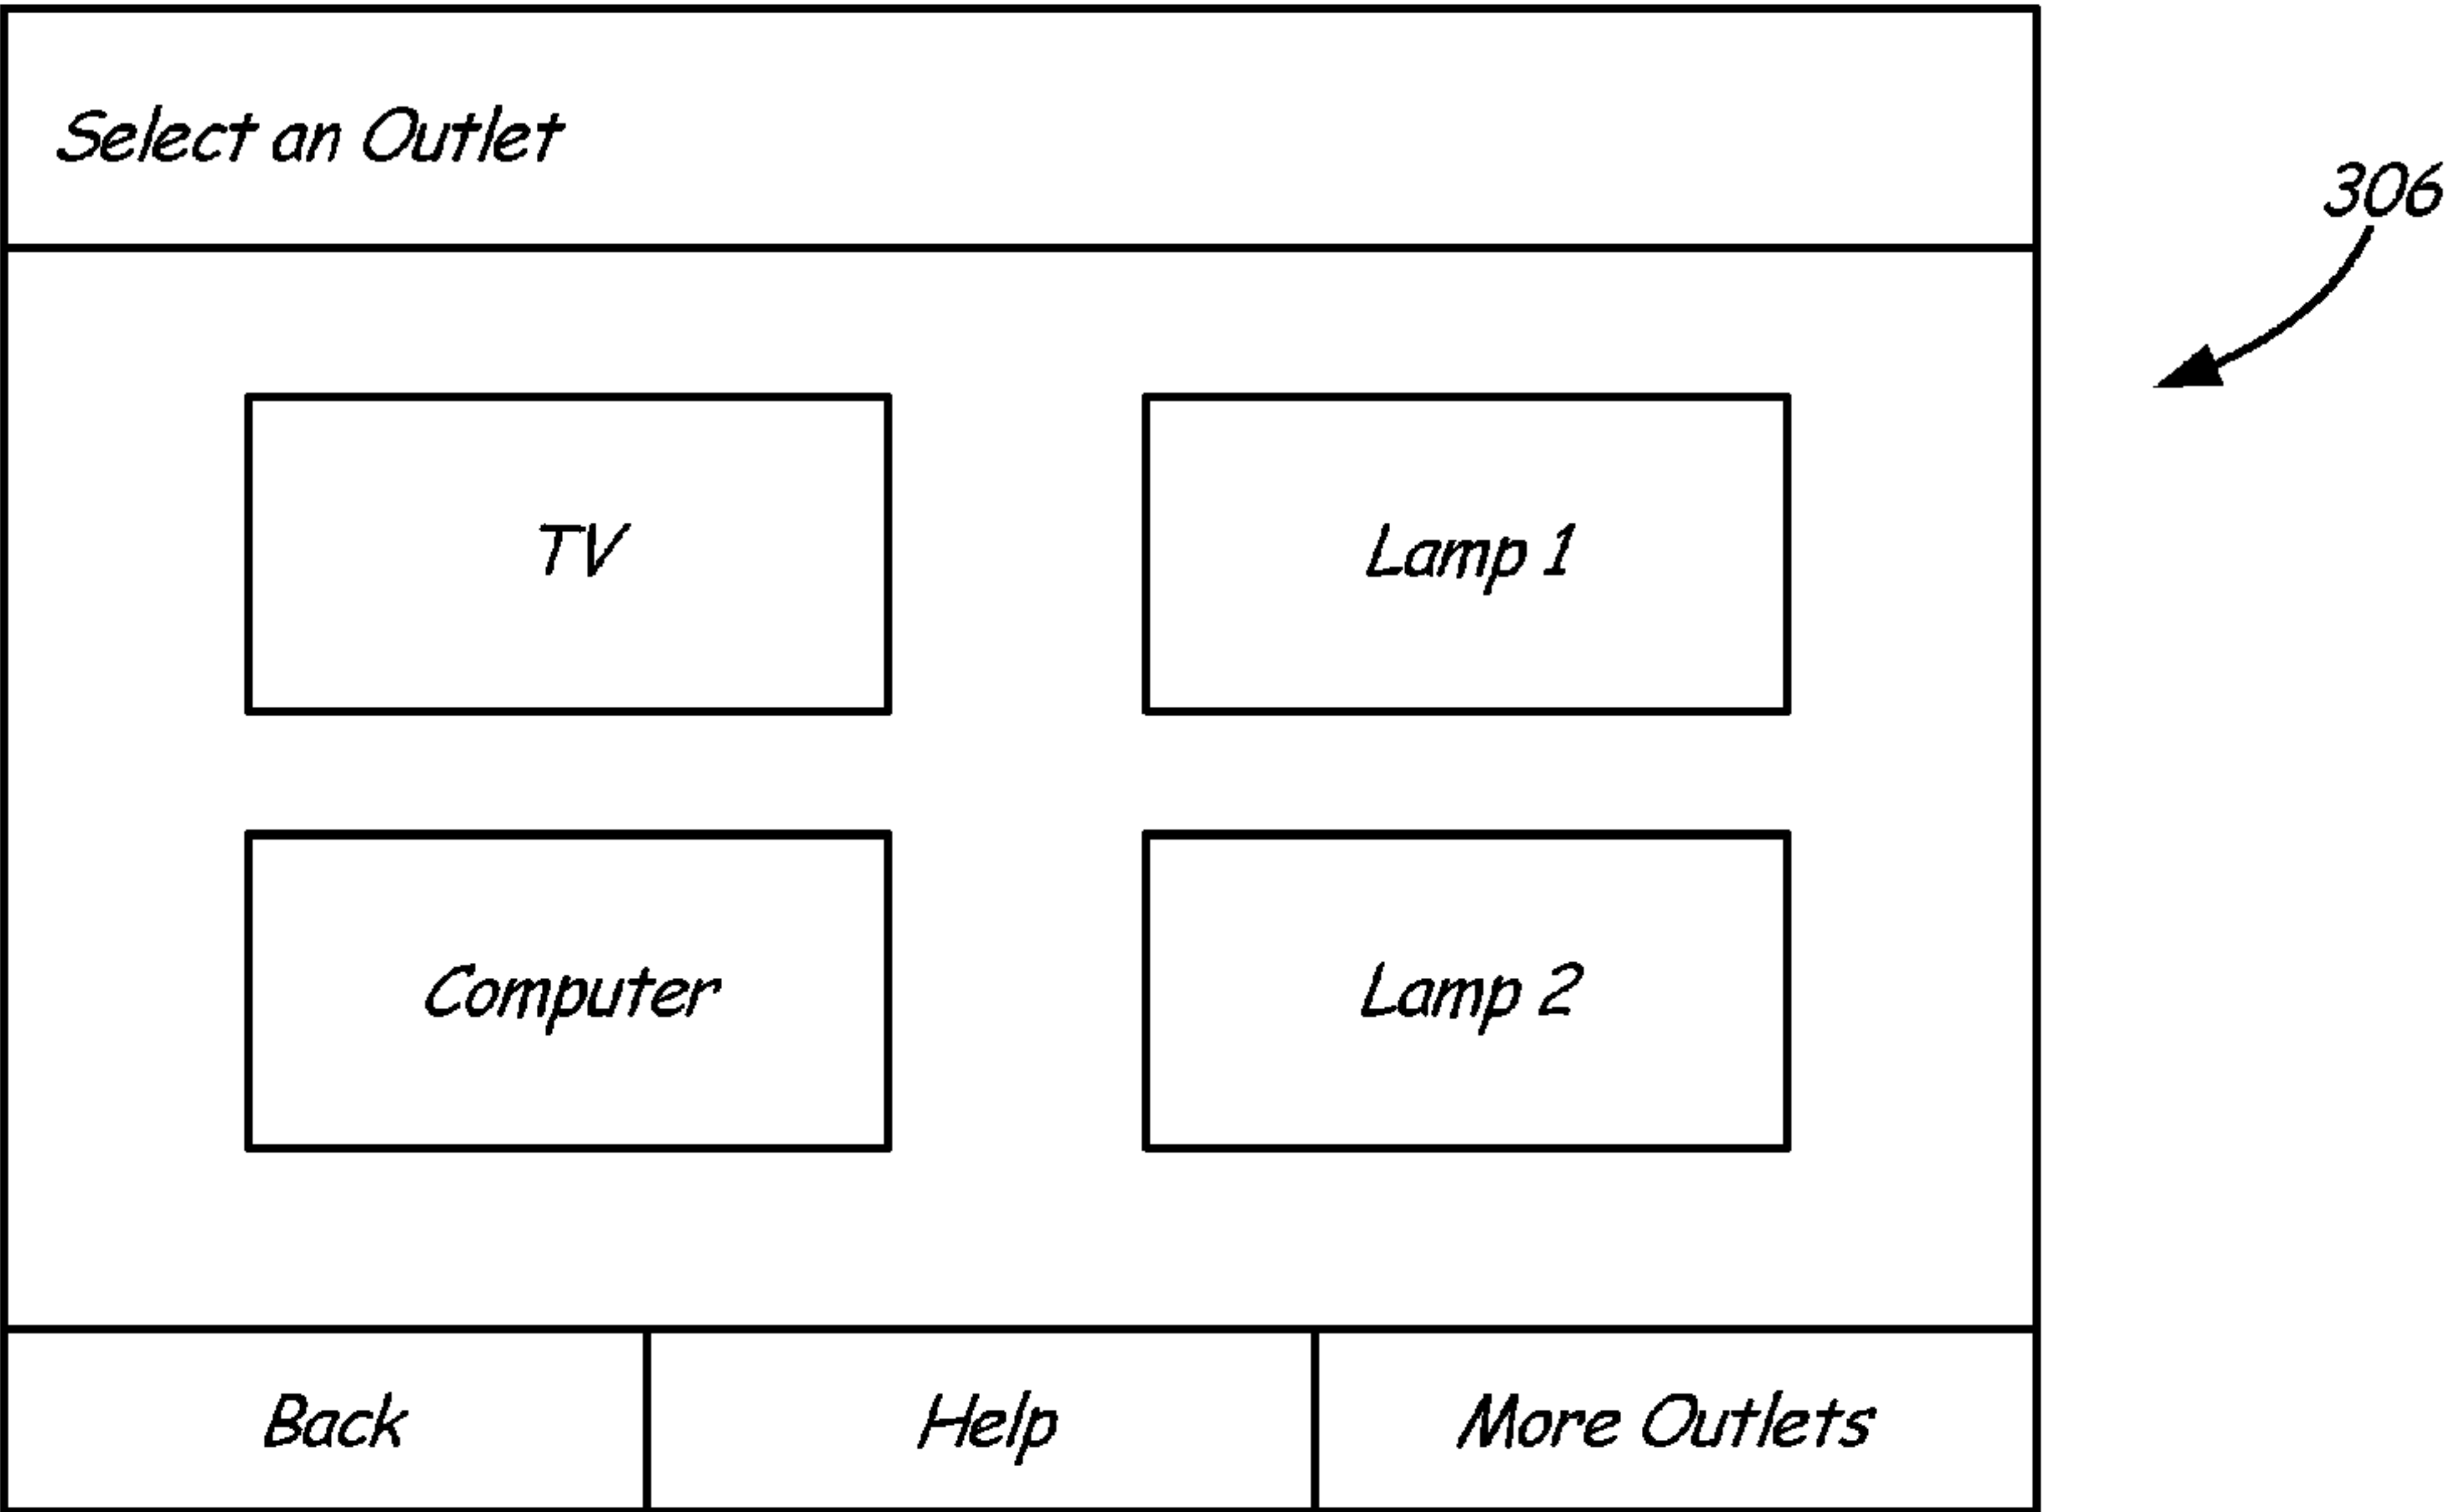 Select an Outlet
306
TV
Lamp 1
Computer
Lamp 2
Back
Help
More Outlets